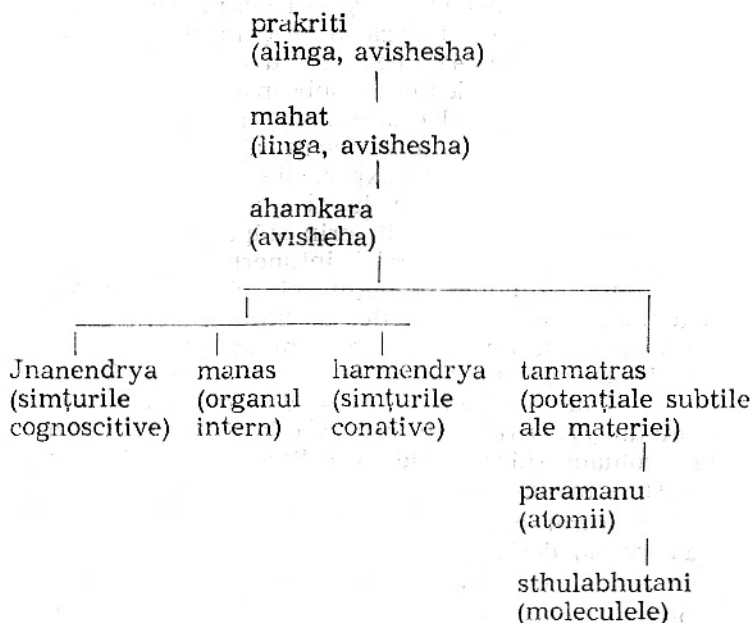 prakriti
(alinga, avishesha)
mahat
(linga, avishesha)
ahamkara
(avisheha)
Jnanendrya manas harmendrya tanmatras
(simțurile (organul (simțurile (potențiale subtile
cognoscitive) intern) conative) ale materiei)
paramanu
(atomii)
sthulabhutani
(moleculele)